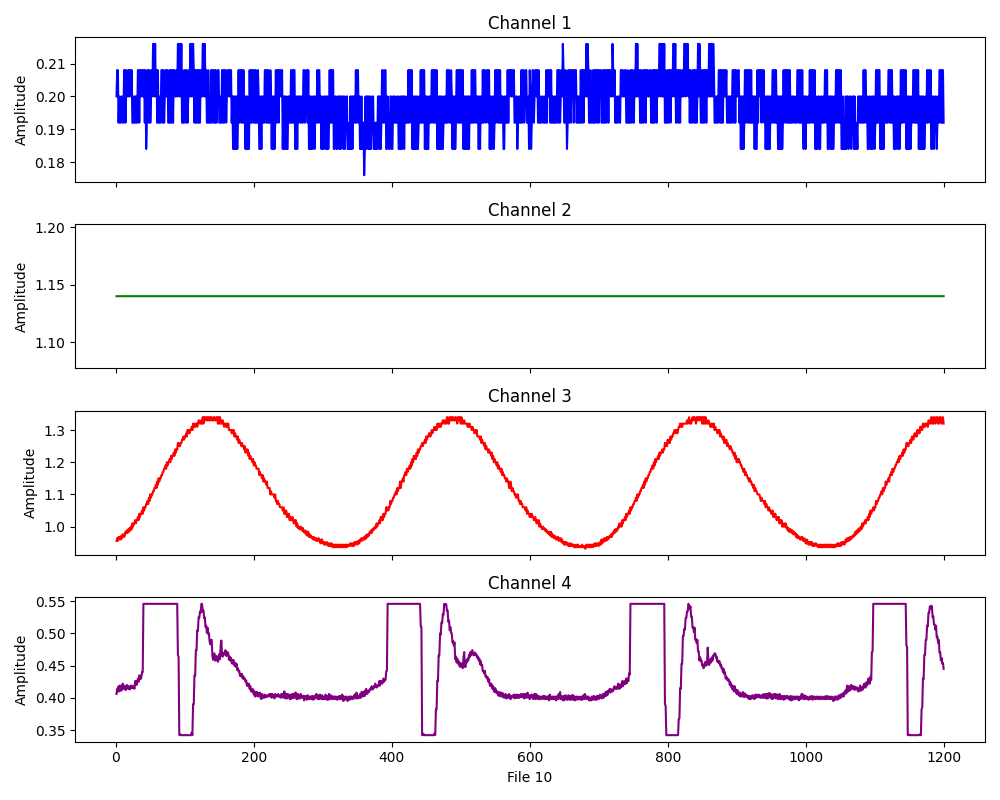 Channel 1
Amplitude
0.21
0.20
0.19
0.18
Channel 2
Amplitude
1.20
1.15
1.10
Channel 3
Amplitude
1.3
1.2
1.1
1.0
Channel 4
Amplitude
0.55
0.50
0.45
0.40
0.35
0 200 400 600 800 1000 1200
File 10